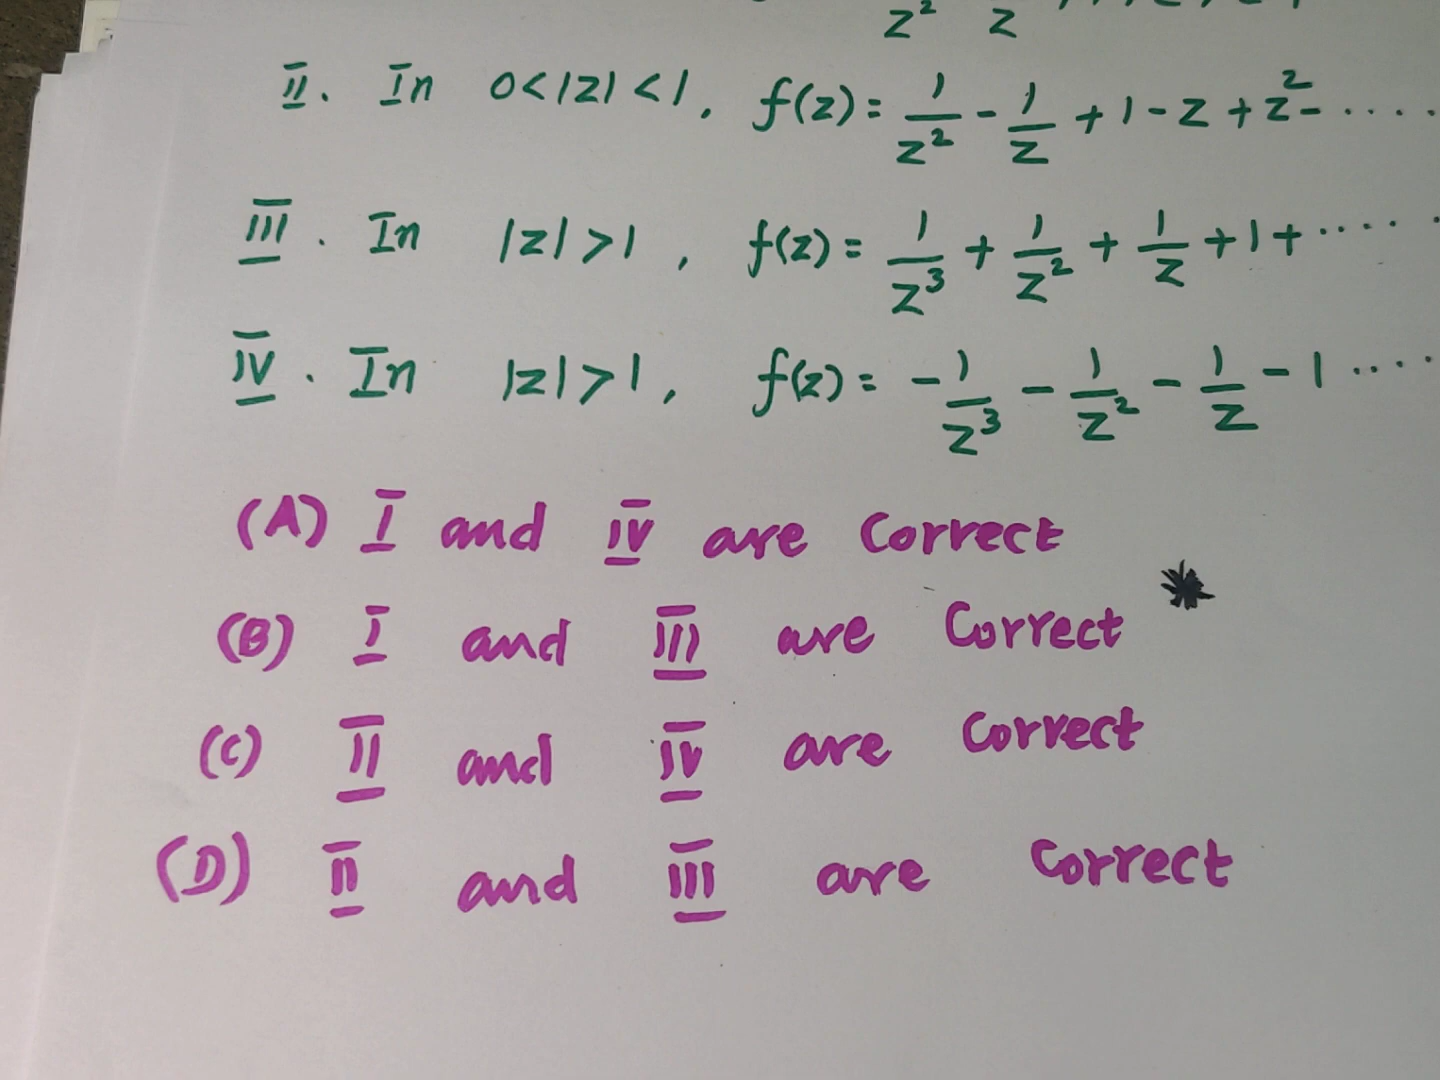 z² z
II. In 0<|z|<1, f(z)= 1/z² - 1/z + 1 - z + z² - ....
III. In |z|>1, f(z)= 1/z³ + 1/z² + 1/z + 1 + .....
IV. In |z|>1, f(z)= -1/z³ - 1/z² - 1/z - 1 ....
(A) I and IV are correct
(B) I and III are correct *
(C) II and IV are correct
(D) II and III are correct